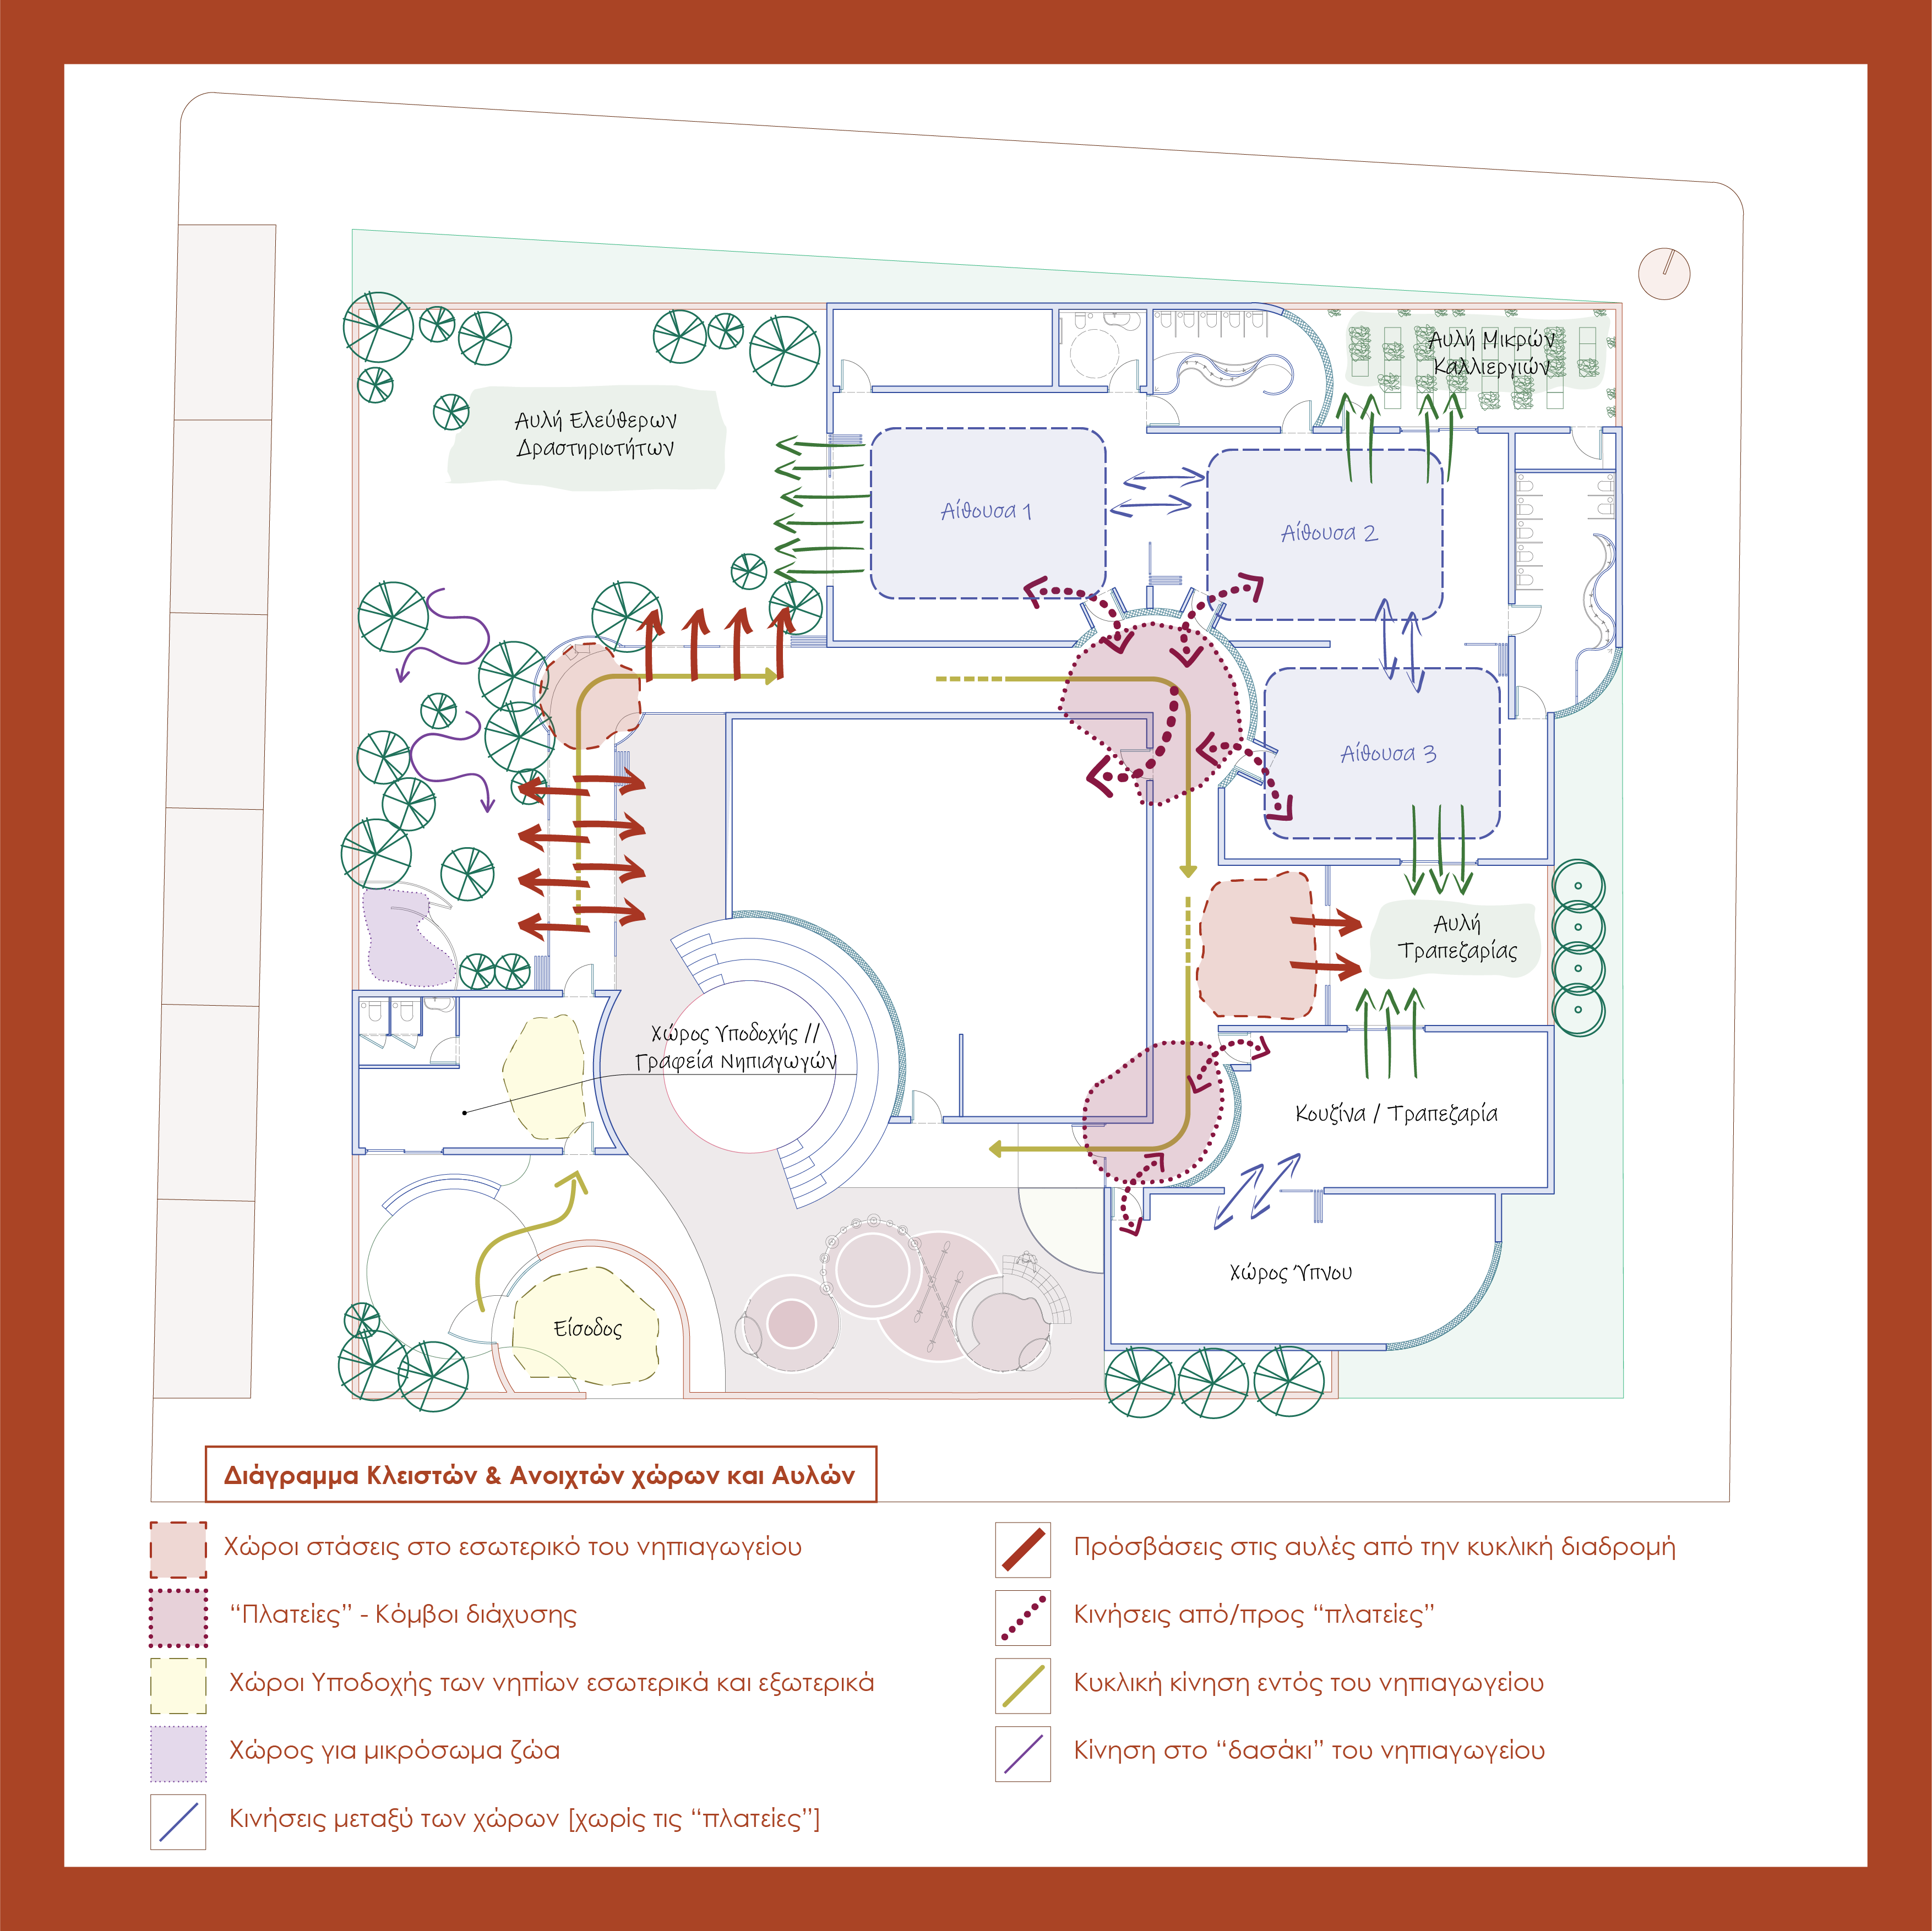 Αυλή Μικρών
Καλλιεργιών
Αυλή Ελεύθερων
Δραστηριοτήτων
Αίθουσα 1
Αίθουσα 2
Αίθουσα 3
Αυλή
Τραπεζαρίας
Χώρος Υποδοχής //
Γραφεία Νηπιαγωγών
Κουζίνα / Τραπεζαρία
Χώρος Ύπνου
Είσοδος
Διάγραμμα Κλειστών & Ανοιχτών χώρων και Αυλών
Χώροι στάσεις στο εσωτερικό του νηπιαγωγείου
“Πλατείες” - Κόμβοι διάχυσης
Χώροι Υποδοχής των νηπίων εσωτερικά και εξωτερικά
Χώρος για μικρόσωμα ζώα
Κινήσεις μεταξύ των χώρων [χωρίς τις “πλατείες”]
Πρόσβάσεις στις αυλές από την κυκλική διαδρομή
Κινήσεις από/προς “πλατείες”
Κυκλική κίνηση εντός του νηπιαγωγείου
Κίνηση στο “δασάκι” του νηπιαγωγείου